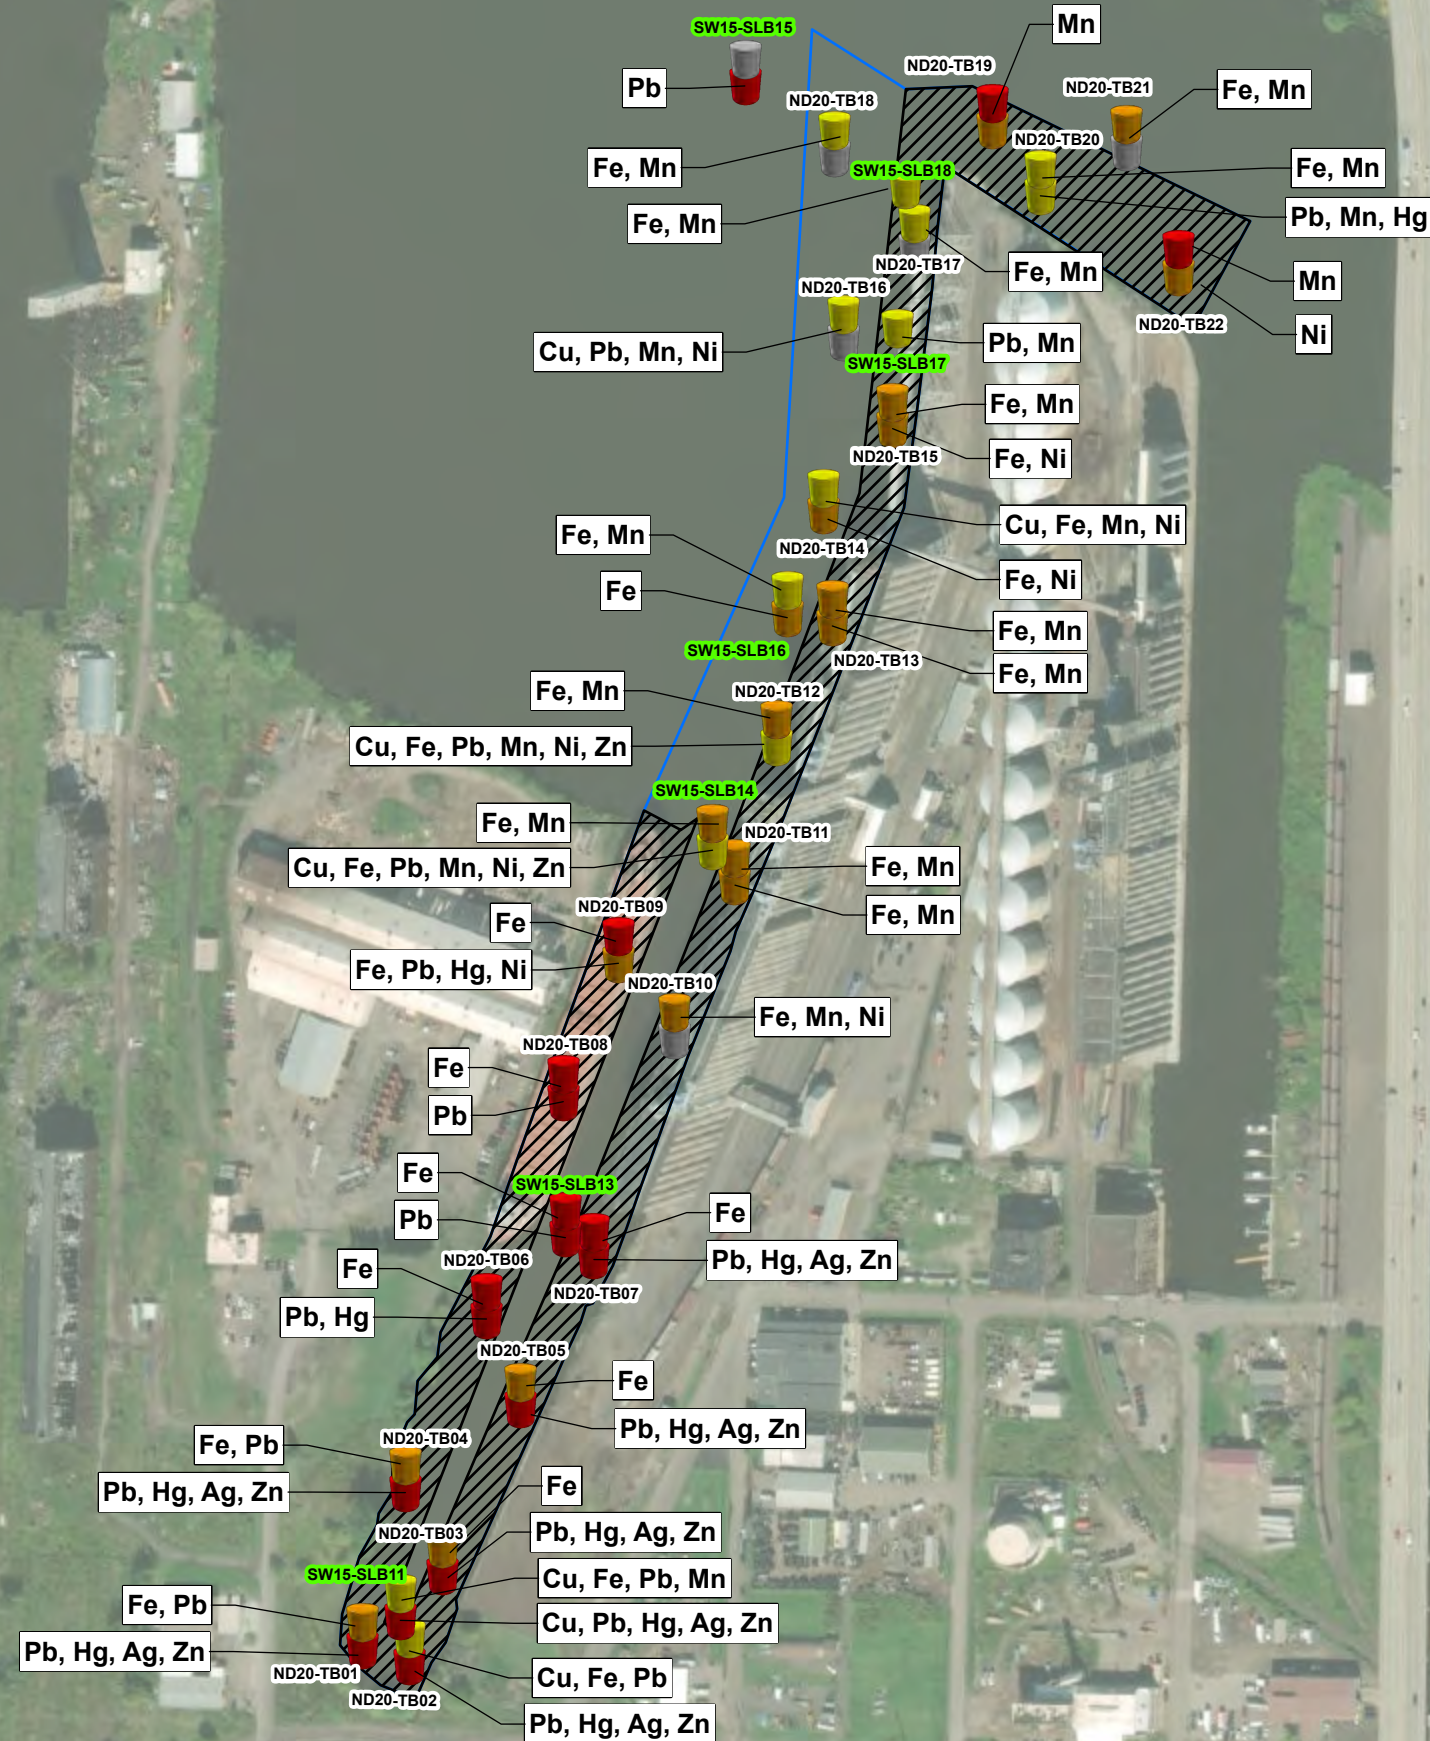 SW15-SLB15
Pb
Mn
ND20-TB19
ND20-TB21
Fe, Mn
ND20-TB18
Fe, Mn
ND20-TB20
Fe, Mn
SW15-SLB18
Fe, Mn
Pb, Mn, Hg
ND20-TB17
Fe, Mn
Mn
ND20-TB22
Ni
ND20-TB16
Cu, Pb, Mn, Ni
Pb, Mn
SW15-SLB17
Fe, Mn
ND20-TB15
Fe, Ni
Cu, Fe, Mn, Ni
ND20-TB14
Fe, Ni
Fe, Mn
Fe
SW15-SLB16
Fe, Mn
ND20-TB13
Fe, Mn
ND20-TB12
Fe, Mn
Cu, Fe, Pb, Mn, Ni, Zn
SW15-SLB14
Fe, Mn
Cu, Fe, Pb, Mn, Ni, Zn
ND20-TB11
Fe, Mn
Fe, Mn
ND20-TB09
Fe
Fe, Pb, Hg, Ni
ND20-TB10
Fe, Mn, Ni
ND20-TB08
Fe
Pb
Fe
SW15-SLB13
Pb
Fe
Pb, Hg, Ag, Zn
ND20-TB07
ND20-TB06
Fe
Pb, Hg
ND20-TB05
Fe
Pb, Hg, Ag, Zn
ND20-TB04
Fe, Pb
Pb, Hg, Ag, Zn
Fe
ND20-TB03
Pb, Hg, Ag, Zn
SW15-SLB11
Cu, Fe, Pb, Mn
Cu, Pb, Hg, Ag, Zn
Fe, Pb
Pb, Hg, Ag, Zn
ND20-TB01
Cu, Fe, Pb
ND20-TB02
Pb, Hg, Ag, Zn